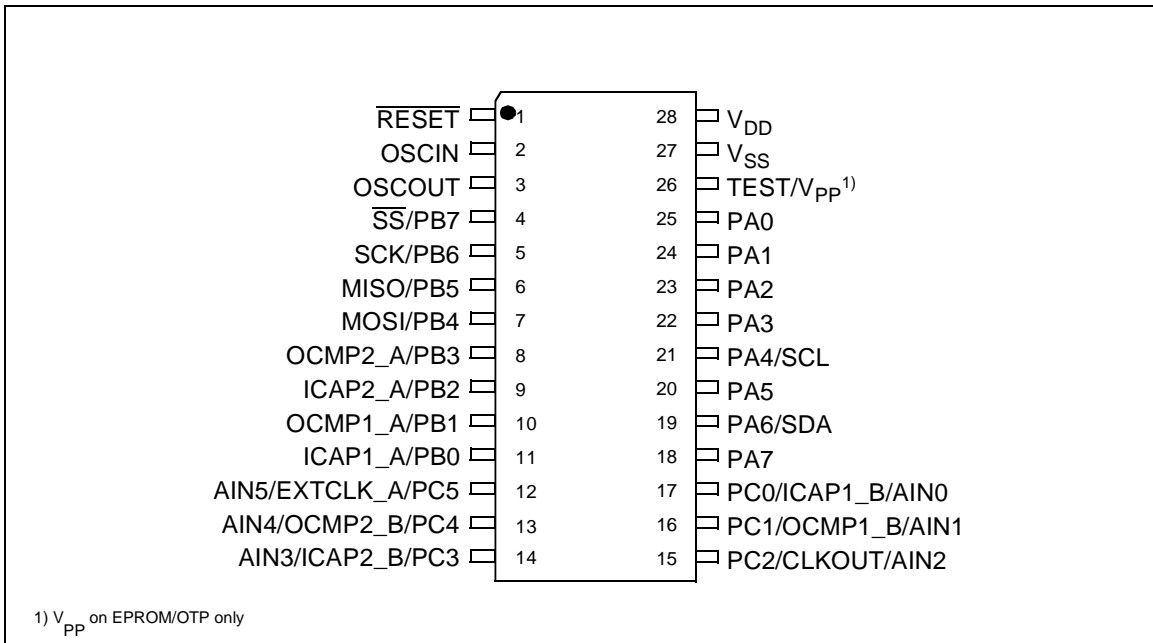 RESET 1 28 VDD
OSCIN 2 27 VSS
OSCOUT 3 26 TEST/VPP1)
SS/PB7 4 25 PA0
SCK/PB6 5 24 PA1
MISO/PB5 6 23 PA2
MOSI/PB4 7 22 PA3
OCMP2_A/PB3 8 21 PA4/SCL
ICAP2_A/PB2 9 20 PA5
OCMP1_A/PB1 10 19 PA6/SDA
ICAP1_A/PB0 11 18 PA7
AIN5/EXTCLK_A/PC5 12 17 PC0/ICAP1_B/AIN0
AIN4/OCMP2_B/PC4 13 16 PC1/OCMP1_B/AIN1
AIN3/ICAP2_B/PC3 14 15 PC2/CLKOUT/AIN2
1) VPP on EPROM/OTP only